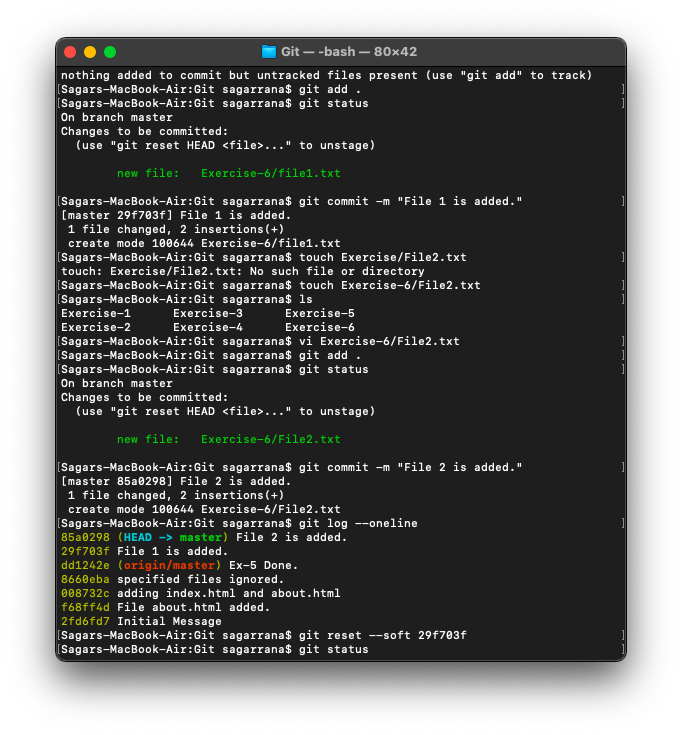 Git — -bash — 80×42
nothing added to commit but untracked files present (use "git add" to track)
[Sagars-MacBook-Air:Git sagarrana$ git add . ]
[Sagars-MacBook-Air:Git sagarrana$ git status ]
On branch master
Changes to be committed:
  (use "git reset HEAD <file>..." to unstage)
        new file:   Exercise-6/file1.txt
[Sagars-MacBook-Air:Git sagarrana$ git commit -m "File 1 is added." ]
[master 29f703f] File 1 is added.
 1 file changed, 2 insertions(+)
 create mode 100644 Exercise-6/file1.txt
[Sagars-MacBook-Air:Git sagarrana$ touch Exercise/File2.txt ]
touch: Exercise/File2.txt: No such file or directory
[Sagars-MacBook-Air:Git sagarrana$ touch Exercise-6/File2.txt ]
[Sagars-MacBook-Air:Git sagarrana$ ls ]
Exercise-1      Exercise-3      Exercise-5
Exercise-2      Exercise-4      Exercise-6
[Sagars-MacBook-Air:Git sagarrana$ vi Exercise-6/File2.txt ]
[Sagars-MacBook-Air:Git sagarrana$ git add . ]
[Sagars-MacBook-Air:Git sagarrana$ git status ]
On branch master
Changes to be committed:
  (use "git reset HEAD <file>..." to unstage)
        new file:   Exercise-6/File2.txt
[Sagars-MacBook-Air:Git sagarrana$ git commit -m "File 2 is added." ]
[master 85a0298] File 2 is added.
 1 file changed, 2 insertions(+)
 create mode 100644 Exercise-6/File2.txt
[Sagars-MacBook-Air:Git sagarrana$ git log --oneline ]
85a0298 (HEAD -> master) File 2 is added.
29f703f File 1 is added.
dd1242e (origin/master) Ex-5 Done.
8660eba specified files ignored.
008732c adding index.html and about.html
f68ff4d File about.html added.
2fd6fd7 Initial Message
[Sagars-MacBook-Air:Git sagarrana$ git reset --soft 29f703f ]
[Sagars-MacBook-Air:Git sagarrana$ git status ]